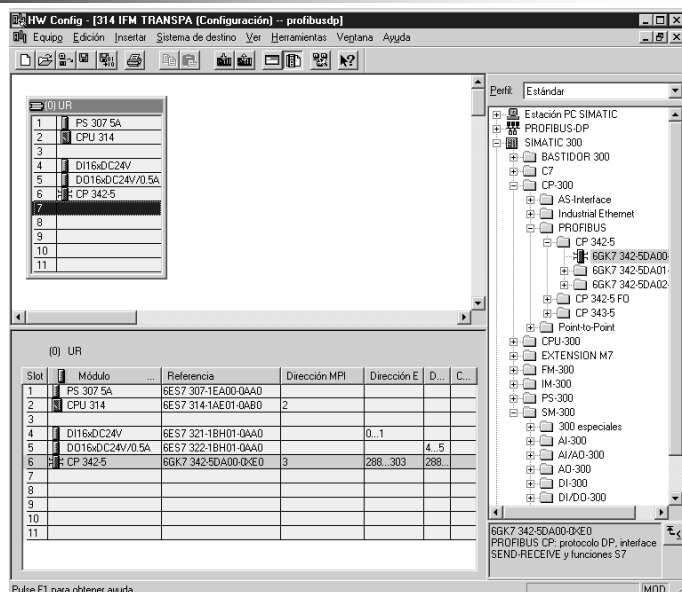 HW Config - [314 IFM TRANSPA (Configuración) -- profibusdp]
Equipo Edición Insertar Sistema de destino Ver Herramientas Ventana Ayuda
(0) UR
1 PS 307 5A
2 CPU 314
3
4 DI16xDC24V
5 DO16xDC24V/0.5A
6 CP 342-5
7
8
9
10
11
Perfil: Estándar
Estación PC SIMATIC
PROFIBUS-DP
SIMATIC 300
BASTIDOR 300
C7
CP-300
AS-Interface
Industrial Ethernet
PROFIBUS
CP 342-5
6GK7 342-5DA00-
6GK7 342-5DA01-
6GK7 342-5DA02-
CP 342-5 FO
CP 343-5
Point-to-Point
CPU-300
EXTENSION M7
FM-300
IM-300
PS-300
SM-300
300 especiales
AI-300
AI/AO-300
AO-300
DI-300
DI/DO-300
(0) UR
Slot Módulo ... Referencia Dirección MPI Dirección E D... C...
1 PS 307 5A 6ES7 307-1EA00-0AA0
2 CPU 314 6ES7 314-1AE01-0AB0 2
3
4 DI16xDC24V 6ES7 321-1BH01-0AA0 0...1
5 DO16xDC24V/0.5A 6ES7 322-1BH01-0AA0 4...5
6 CP 342-5 6GK7 342-5DA00-0XE0 3 288...303 288...
7
8
9
10
11
6GK7 342-5DA00-0XE0
PROFIBUS CP: protocolo DP, interface
SEND-RECEIVE y funciones S7
Pulse F1 para obtener ayuda. MOD